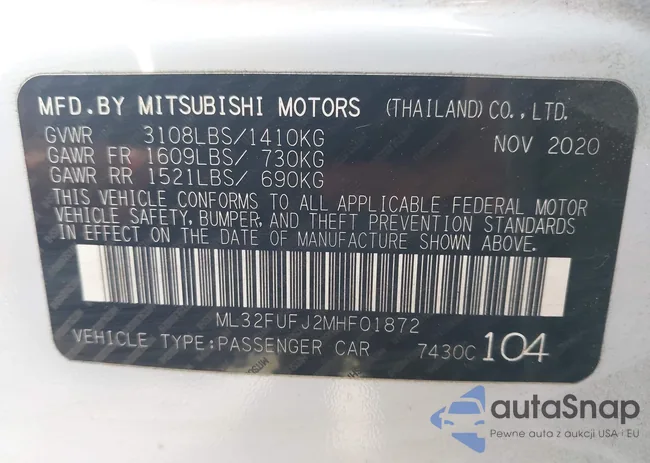 MFD.BY MITSUBISHI MOTORS (THAILAND) CO., LTD.
GVWR 3108LBS/1410KG NOV 2020
GAWR FR 1609LBS/ 730KG
GAWR RR 1521LBS/ 690KG
THIS VEHICLE CONFORMS TO ALL APPLICABLE FEDERAL MOTOR
VEHICLE SAFETY, BUMPER, AND THEFT PREVENTION STANDARDS
IN EFFECT ON THE DATE OF MANUFACTURE SHOWN ABOVE.
ML32FUFJ2MHF01872
VEHICLE TYPE:PASSENGER CAR 7430C 104
autaSnap
Pewne auta z aukcji USA i EU